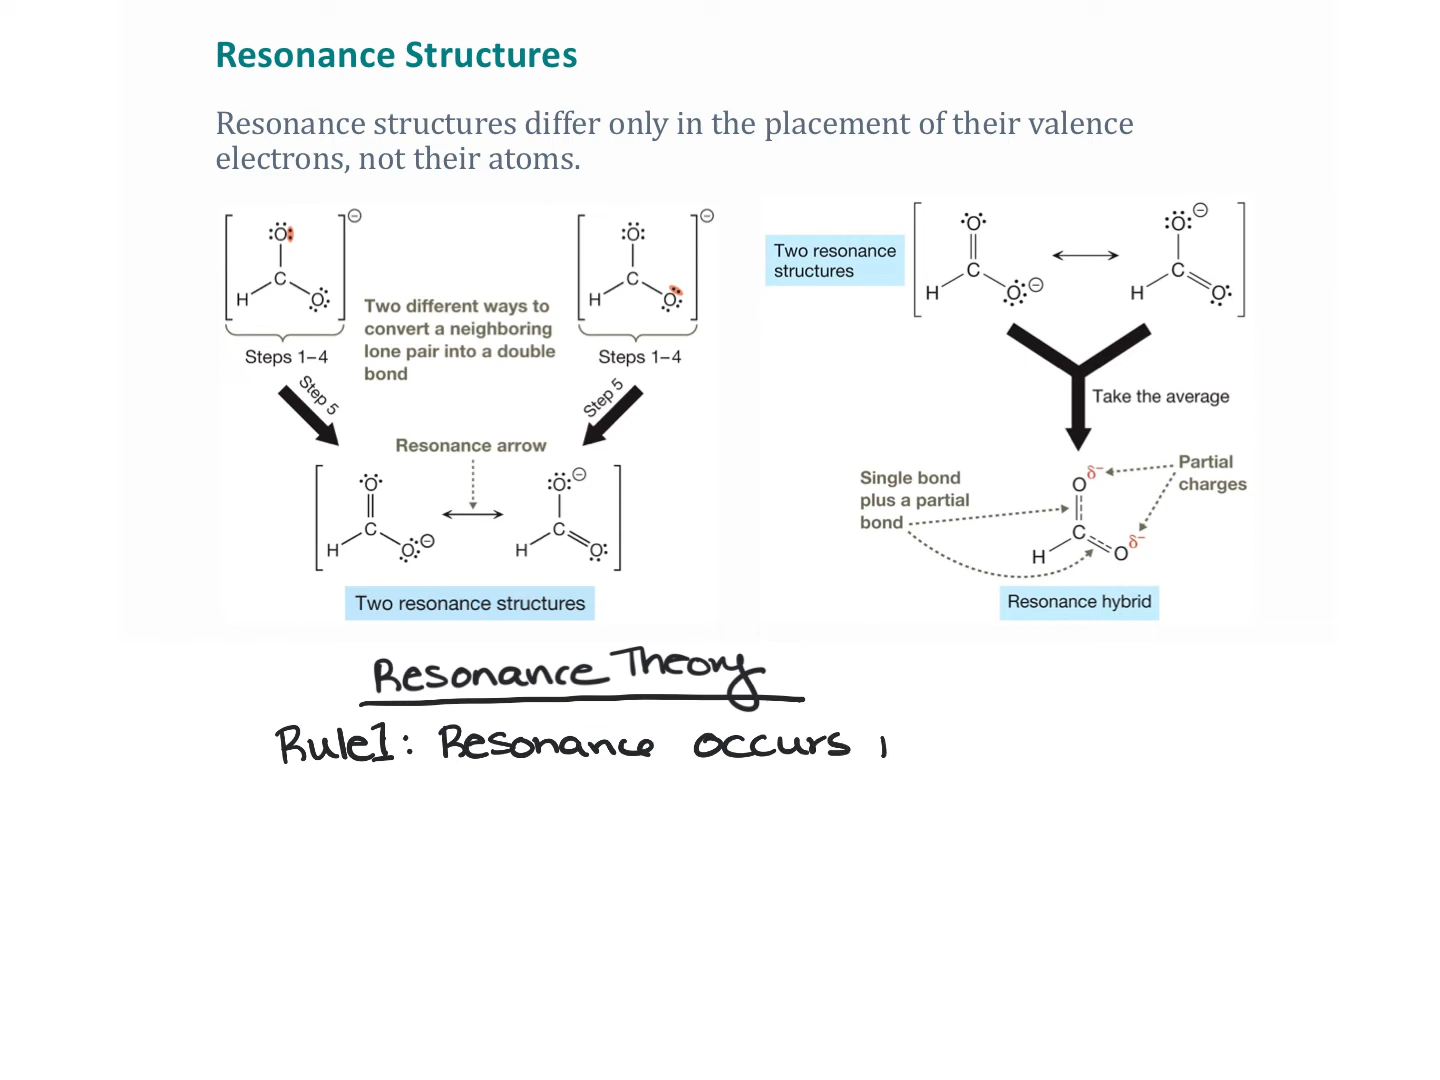 Resonance Structures
Resonance structures differ only in the placement of their valence
electrons, not their atoms.
:Ö:
C
H
O
Steps 1–4
Step 5
Two different ways to
convert a neighboring
lone pair into a double
bond
:Ö:
C
H
O
Steps 1–4
Step 5
Resonance arrow
O
C
H
O
:Ö:
C
H
O
Two resonance structures
Two resonance
structures
O
C
H
O
:Ö:
C
H
O
Take the average
Single bond
plus a partial
bond
Partial
charges
O δ−
C
H
O δ−
Resonance hybrid
Resonance Theory
Rule 1: Resonance occurs